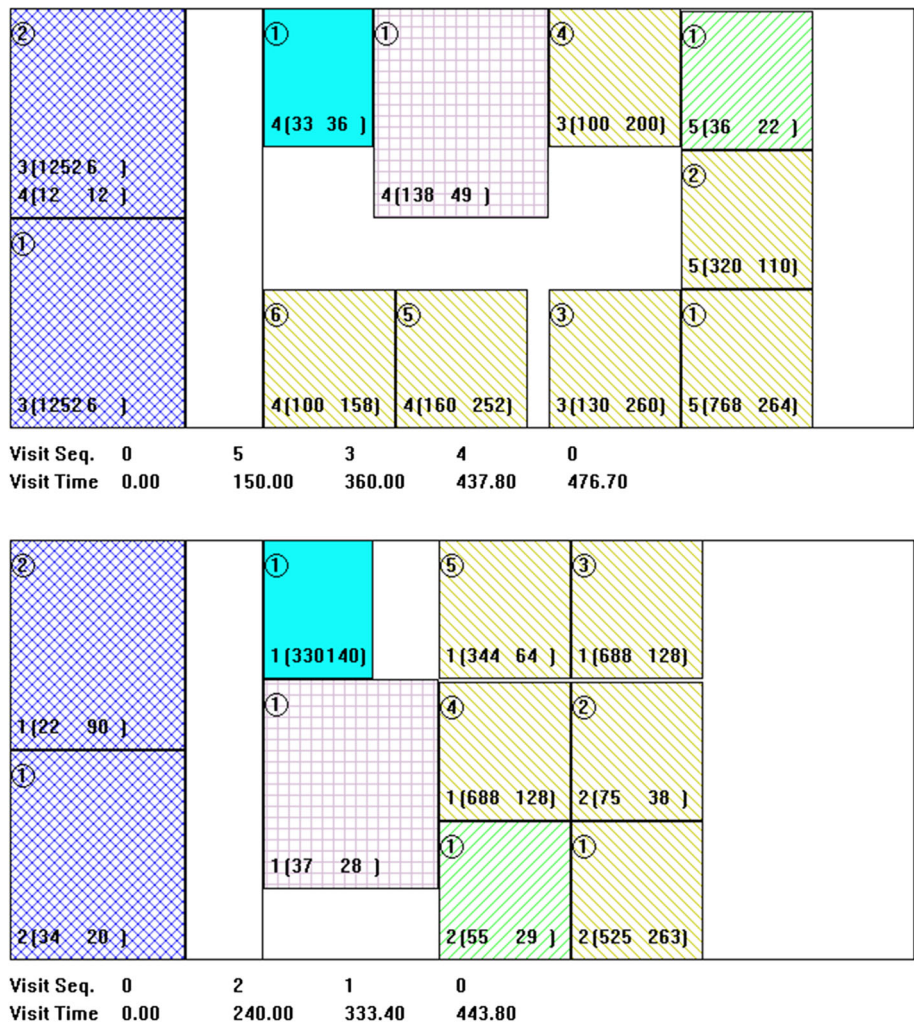 ② ① ① ④ ①
4(33 36 ) 3(100 200) 5(36 22 )
3(1252 6 ) ②
4(12 12 ) 4(138 49 )
①
5(320 110)
⑥ ⑤ ③ ①
3(1252 6 ) 4(100 158) 4(160 252) 3(130 260) 5(768 264)
Visit Seq. 0 5 3 4 0
Visit Time 0.00 150.00 360.00 437.80 476.70
② ① ⑤ ③
1(330140) 1(344 64 ) 1(688 128)
① ④ ②
1(22 90 )
①
1(688 128) 2(75 38 )
① ①
1(37 28 )
2(34 20 ) 2(55 29 ) 2(525 263)
Visit Seq. 0 2 1 0
Visit Time 0.00 240.00 333.40 443.80